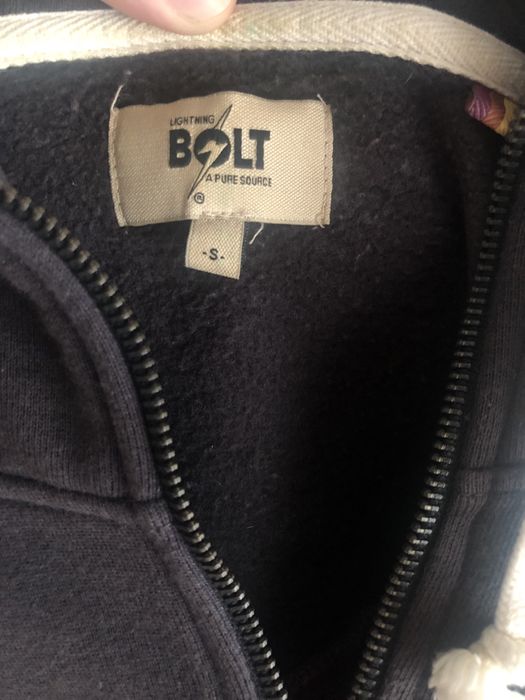 LIGHTNING
BOLT
A PURE SOURCE
®
-S-